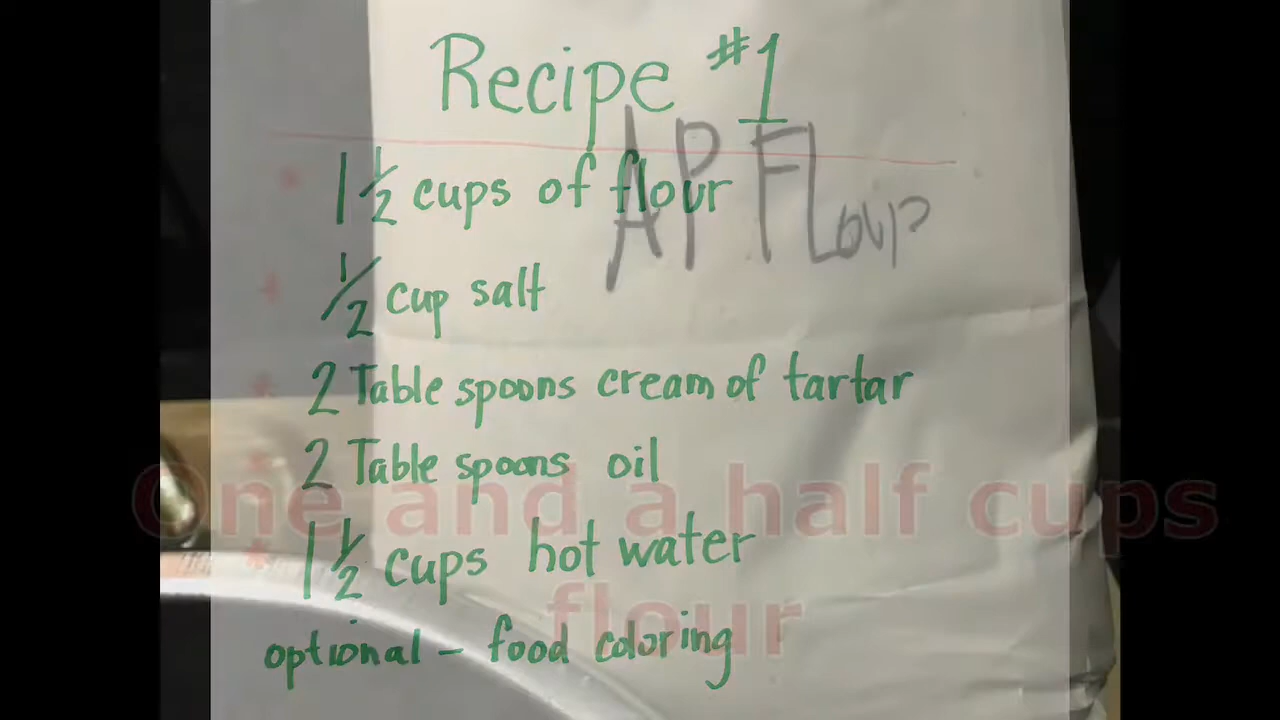 Recipe #1
AP Flour
1 1/2 cups of flour
1/2 cup salt
2 Table spoons cream of tartar
2 Table spoons oil
One and a half cups
1 1/2 cups hot water
flour
optional – food coloring